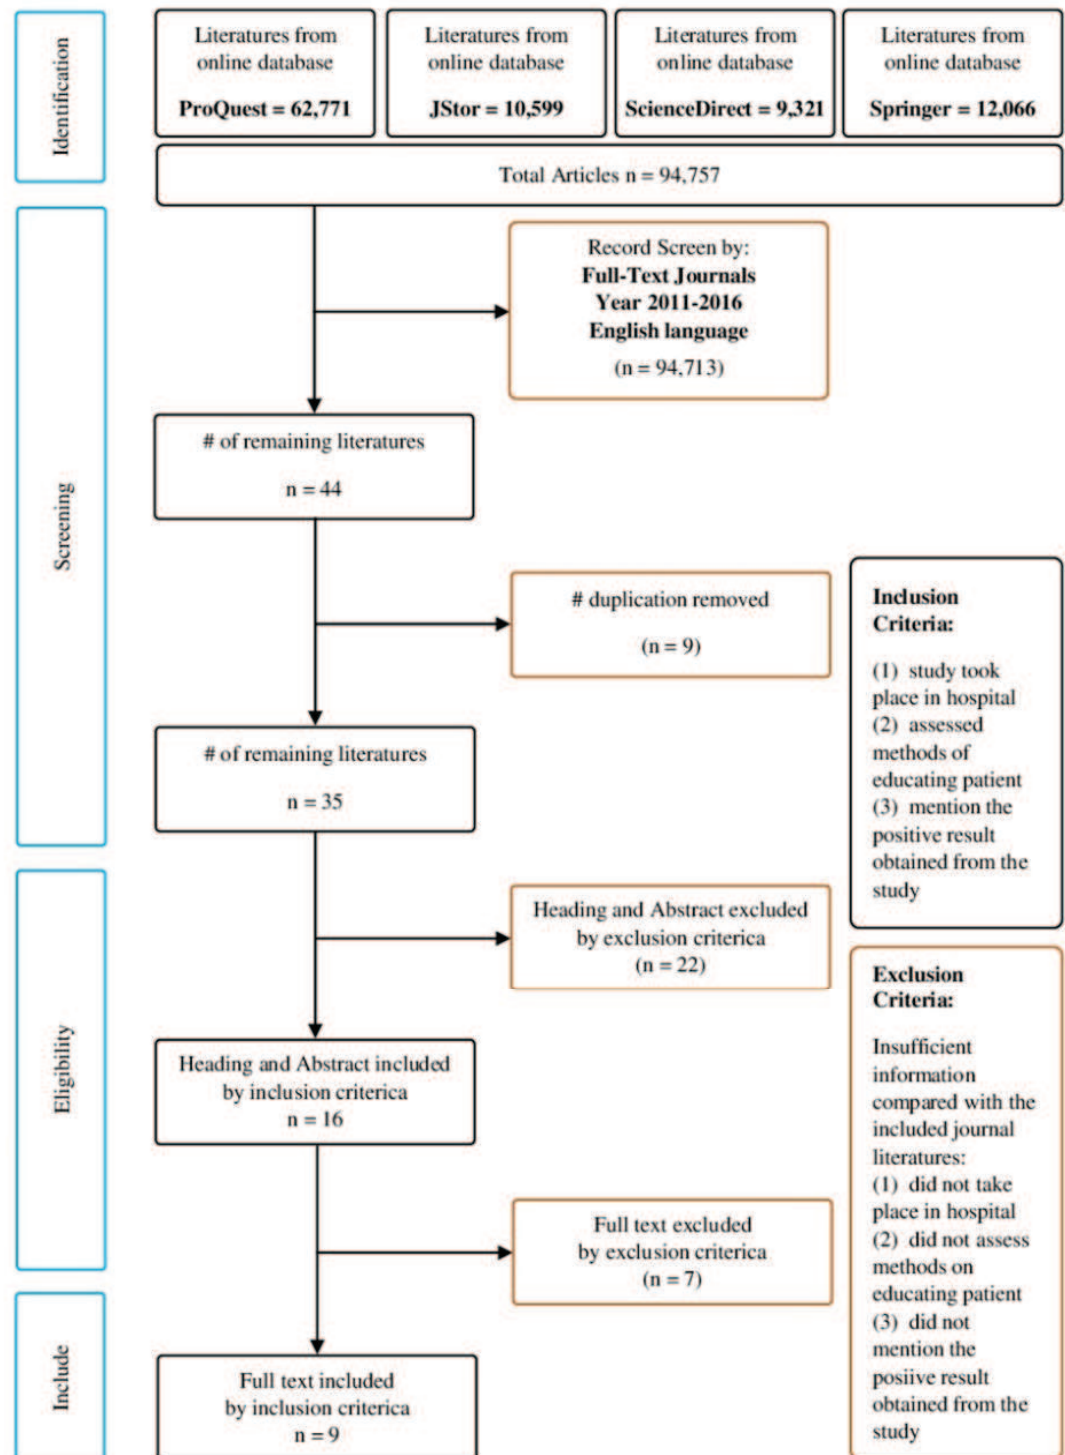 Identification
Literatures from
online database
ProQuest = 62,771
Literatures from
online database
JStor = 10,599
Literatures from
online database
ScienceDirect = 9,321
Literatures from
online database
Springer = 12,066
Total Articles n = 94,757
Screening
Record Screen by:
Full-Text Journals
Year 2011-2016
English language
(n = 94,713)
# of remaining literatures
n = 44
# duplication removed
(n = 9)
# of remaining literatures
n = 35
Inclusion
Criteria:
(1) study took
place in hospital
(2) assessed
methods of
educating patient
(3) mention the
positive result
obtained from the
study
Eligibility
Heading and Abstract excluded
by exclusion criterica
(n = 22)
Heading and Abstract included
by inclusion criterica
n = 16
Full text excluded
by exclusion criterica
(n = 7)
Exclusion
Criteria:
Insufficient
information
compared with the
included journal
literatures:
(1) did not take
place in hospital
(2) did not assess
methods on
educating patient
(3) did not
mention the
posiive result
obtained from the
study
Include
Full text included
by inclusion criterica
n = 9